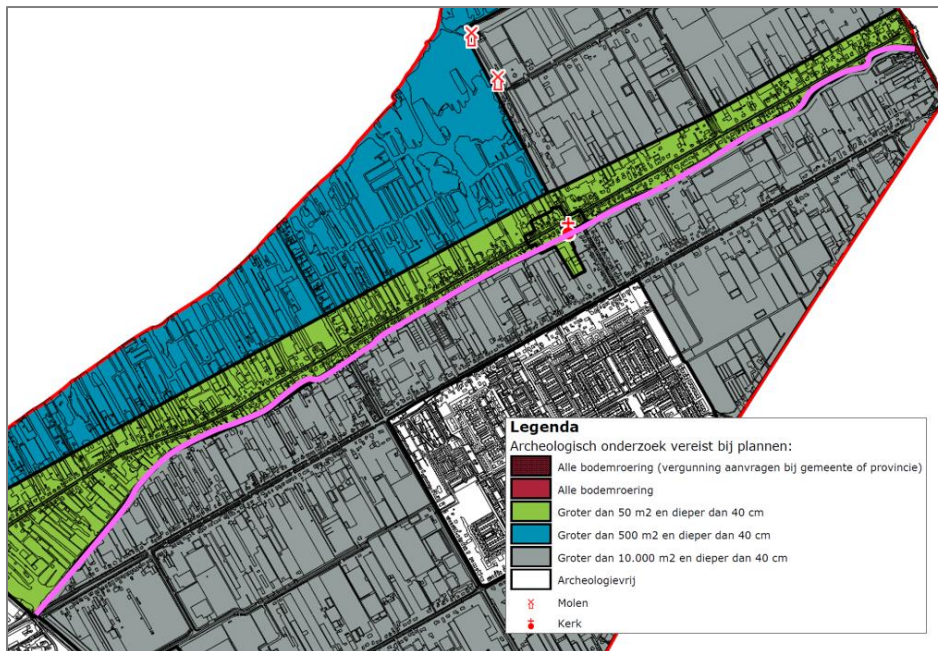 Legenda
Archeologisch onderzoek vereist bij plannen:
Alle bodemroering (vergunning aanvragen bij gemeente of provincie)
Alle bodemroering
Groter dan 50 m2 en dieper dan 40 cm
Groter dan 500 m2 en dieper dan 40 cm
Groter dan 10.000 m2 en dieper dan 40 cm
Archeologievrij
Molen
Kerk